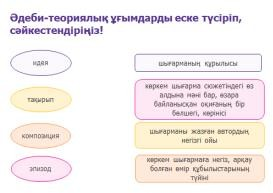 Әдеби-теориялық ұғымдарды еске түсіріп,
сәйкестендіріңіз!
идея
шығарманың құрылысы
тақырып
көркем шығарма сюжетіндегі өз
алдына мәні бар, өзара
байланысқан оқиғаның бір
бөлшегі, көрінісі
композиция
шығарманы жазған автордың
негізгі ойы
эпизод
көркем шығармаға негіз, арқау
болған өмір құбылыстарының
түйіні